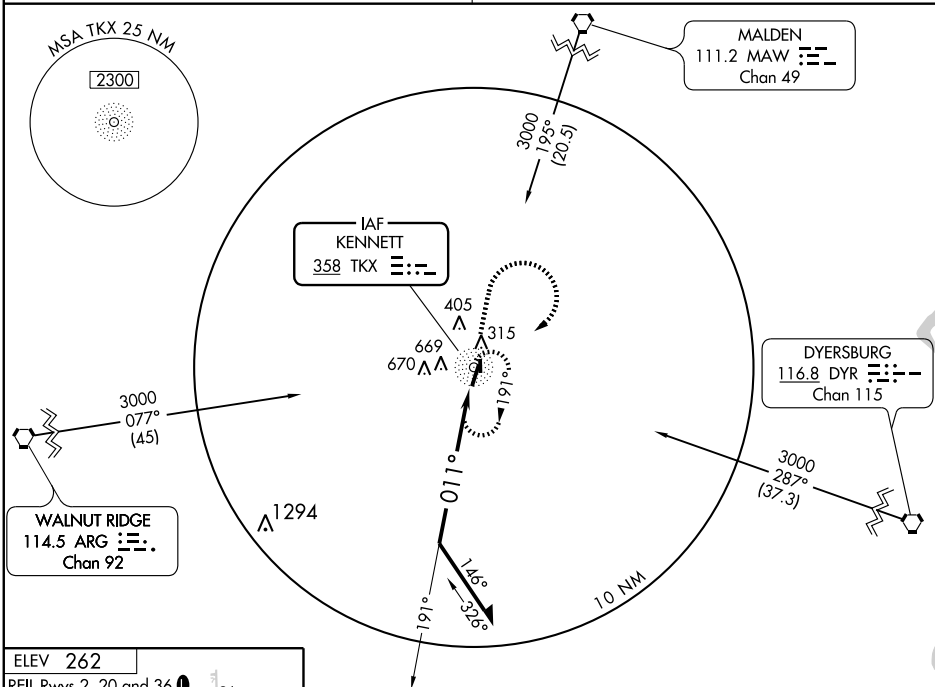 MSA TKX 25 NM
2300
MALDEN
111.2 MAW
Chan 49
3000
195°
(20.5)
IAF
KENNETT
358 TKX
405
315
669
670
191°
DYERSBURG
116.8 DYR
Chan 115
3000
077°
(45)
3000
287°
(37.3)
011°
1294
WALNUT RIDGE
114.5 ARG
Chan 92
146°
326°
10 NM
191°
ELEV 262
REIL Rwys 2, 20 and 36 L